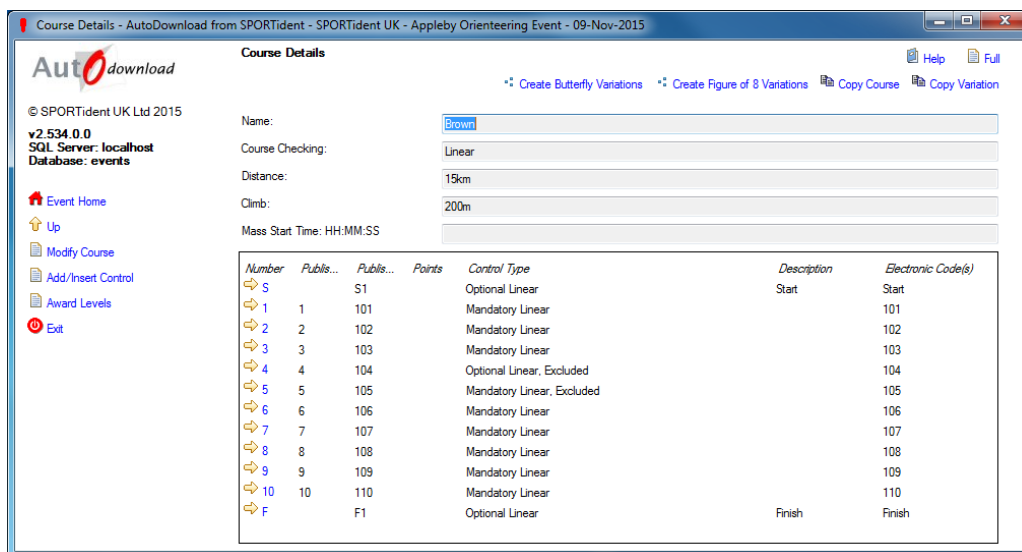 Course Details - AutoDownload from SPORTident - SPORTident UK - Appleby Orienteering Event - 09-Nov-2015
Auto download
Course Details
Help Full
Create Butterfly Variations Create Figure of 8 Variations Copy Course Copy Variation
© SPORTident UK Ltd 2015
v2.534.0.0
SQL Server: localhost
Database: events
Event Home
Up
Modify Course
Add/Insert Control
Award Levels
Exit
Name: Brown
Course Checking: Linear
Distance: 15km
Climb: 200m
Mass Start Time: HH:MM:SS
Number Publis... Publis... Points Control Type Description Electronic Code(s)
S S1 Optional Linear Start Start
1 1 101 Mandatory Linear 101
2 2 102 Mandatory Linear 102
3 3 103 Mandatory Linear 103
4 4 104 Optional Linear, Excluded 104
5 5 105 Mandatory Linear, Excluded 105
6 6 106 Mandatory Linear 106
7 7 107 Mandatory Linear 107
8 8 108 Mandatory Linear 108
9 9 109 Mandatory Linear 109
10 10 110 Mandatory Linear 110
F F1 Optional Linear Finish Finish